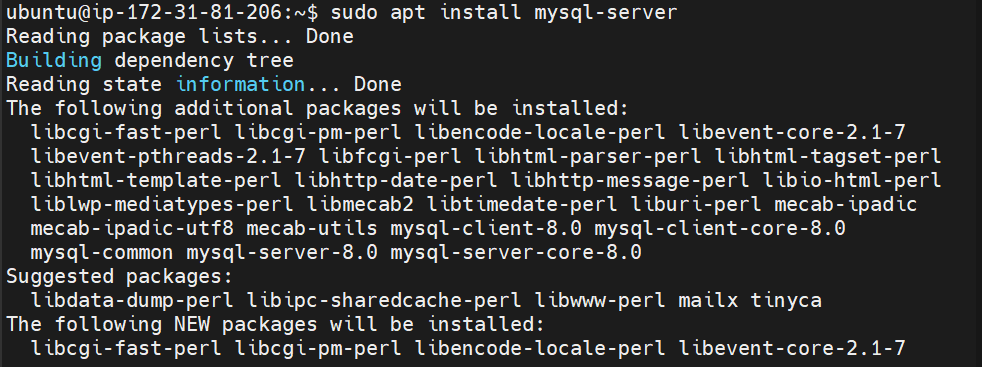 ubuntu@ip-172-31-81-206:~$ sudo apt install mysql-server
Reading package lists... Done
Building dependency tree
Reading state information... Done
The following additional packages will be installed:
  libcgi-fast-perl libcgi-pm-perl libencode-locale-perl libevent-core-2.1-7
  libevent-pthreads-2.1-7 libfcgi-perl libhtml-parser-perl libhtml-tagset-perl
  libhtml-template-perl libhttp-date-perl libhttp-message-perl libio-html-perl
  liblwp-mediatypes-perl libmecab2 libtimedate-perl liburi-perl mecab-ipadic
  mecab-ipadic-utf8 mecab-utils mysql-client-8.0 mysql-client-core-8.0
  mysql-common mysql-server-8.0 mysql-server-core-8.0
Suggested packages:
  libdata-dump-perl libipc-sharedcache-perl libwww-perl mailx tinyca
The following NEW packages will be installed:
  libcgi-fast-perl libcgi-pm-perl libencode-locale-perl libevent-core-2.1-7